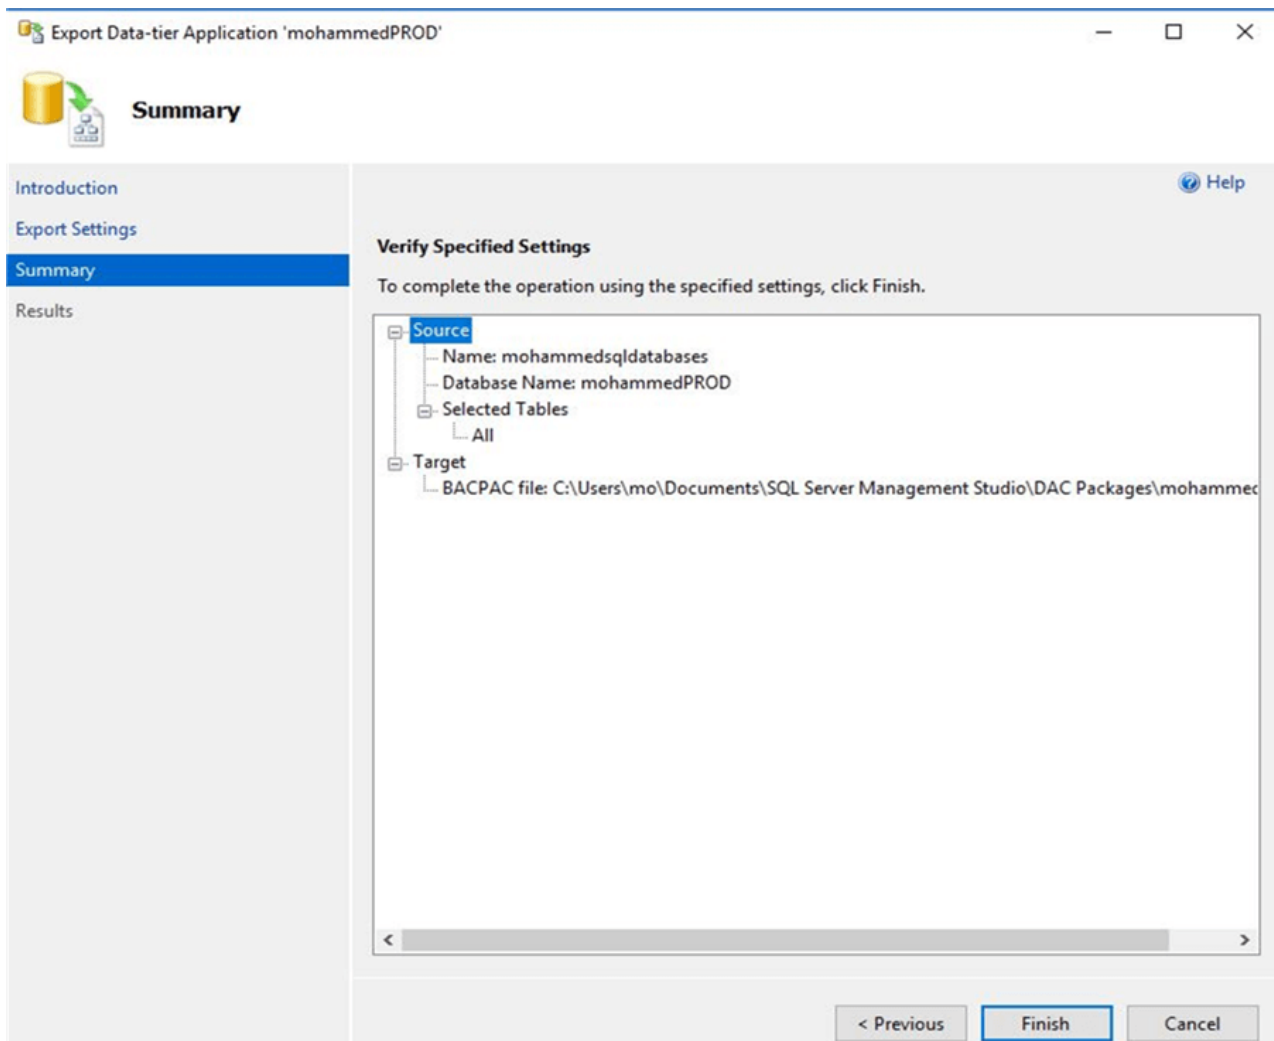 Export Data-tier Application 'mohammedPROD'
Summary
Introduction
Export Settings
Summary
Results
Help
Verify Specified Settings
To complete the operation using the specified settings, click Finish.
Source
Name: mohammedsqldatabases
Database Name: mohammedPROD
Selected Tables
All
Target
BACPAC file: C:\Users\mo\Documents\SQL Server Management Studio\DAC Packages\mohammed
< Previous
Finish
Cancel